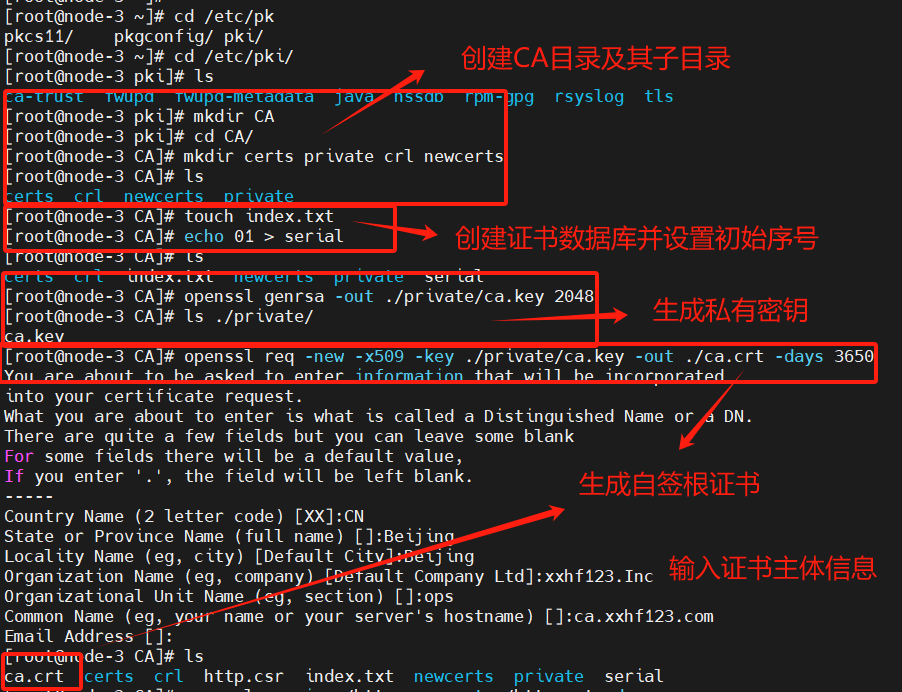 [root@node-3 ~]# cd /etc/pk
pkcs11/    pkgconfig/ pki/
[root@node-3 ~]# cd /etc/pki/
[root@node-3 pki]# ls
创建CA目录及其子目录
ca-trust  fwupd  fwupd-metadata  java  nssdb  rpm-gpg  rsyslog  tls
[root@node-3 pki]# mkdir CA
[root@node-3 pki]# cd CA/
[root@node-3 CA]# mkdir certs private crl newcerts
[root@node-3 CA]# ls
certs  crl  newcerts  private
[root@node-3 CA]# touch index.txt
[root@node-3 CA]# echo 01 > serial
创建证书数据库并设置初始序号
[root@node-3 CA]# ls
certs  crl  index.txt  newcerts  private  serial
[root@node-3 CA]# openssl genrsa -out ./private/ca.key 2048
[root@node-3 CA]# ls ./private/
生成私有密钥
ca.key
[root@node-3 CA]# openssl req -new -x509 -key ./private/ca.key -out ./ca.crt -days 3650
You are about to be asked to enter information that will be incorporated
into your certificate request.
What you are about to enter is what is called a Distinguished Name or a DN.
There are quite a few fields but you can leave some blank
For some fields there will be a default value,
If you enter '.', the field will be left blank.
生成自签根证书
-----
Country Name (2 letter code) [XX]:CN
State or Province Name (full name) []:Beijing
Locality Name (eg, city) [Default City]:Beijing
Organization Name (eg, company) [Default Company Ltd]:xxhf123.Inc
输入证书主体信息
Organizational Unit Name (eg, section) []:ops
Common Name (eg, your name or your server's hostname) []:ca.xxhf123.com
Email Address []:
[root@node-3 CA]# ls
ca.crt  certs  crl  http.csr  index.txt  newcerts  private  serial